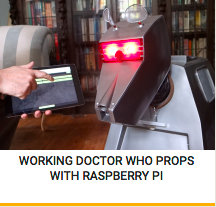 WORKING DOCTOR WHO PROPS
WITH RASPBERRY PI